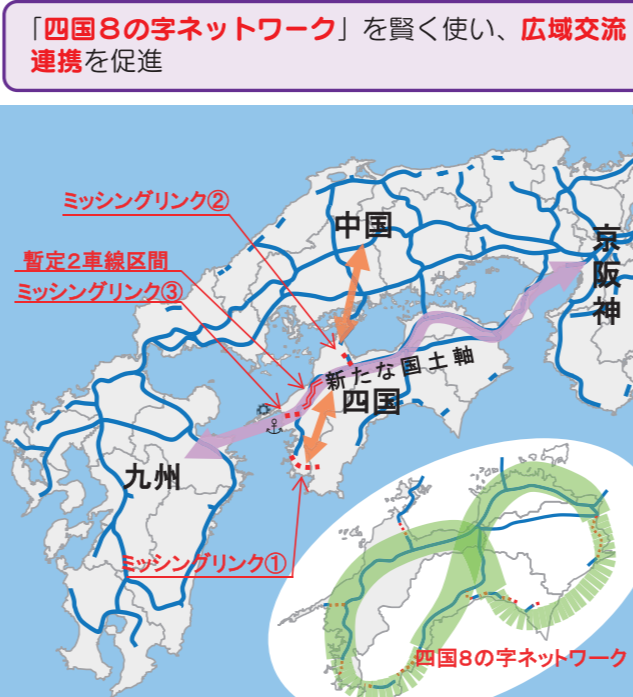 「四国8の字ネットワーク」を賢く使い、広域交流
連携を促進
ミッシングリンク②
中国
京阪神
暫定2車線区間
ミッシングリンク③
新たな国土軸
四国
九州
ミッシングリンク①
四国8の字ネットワーク